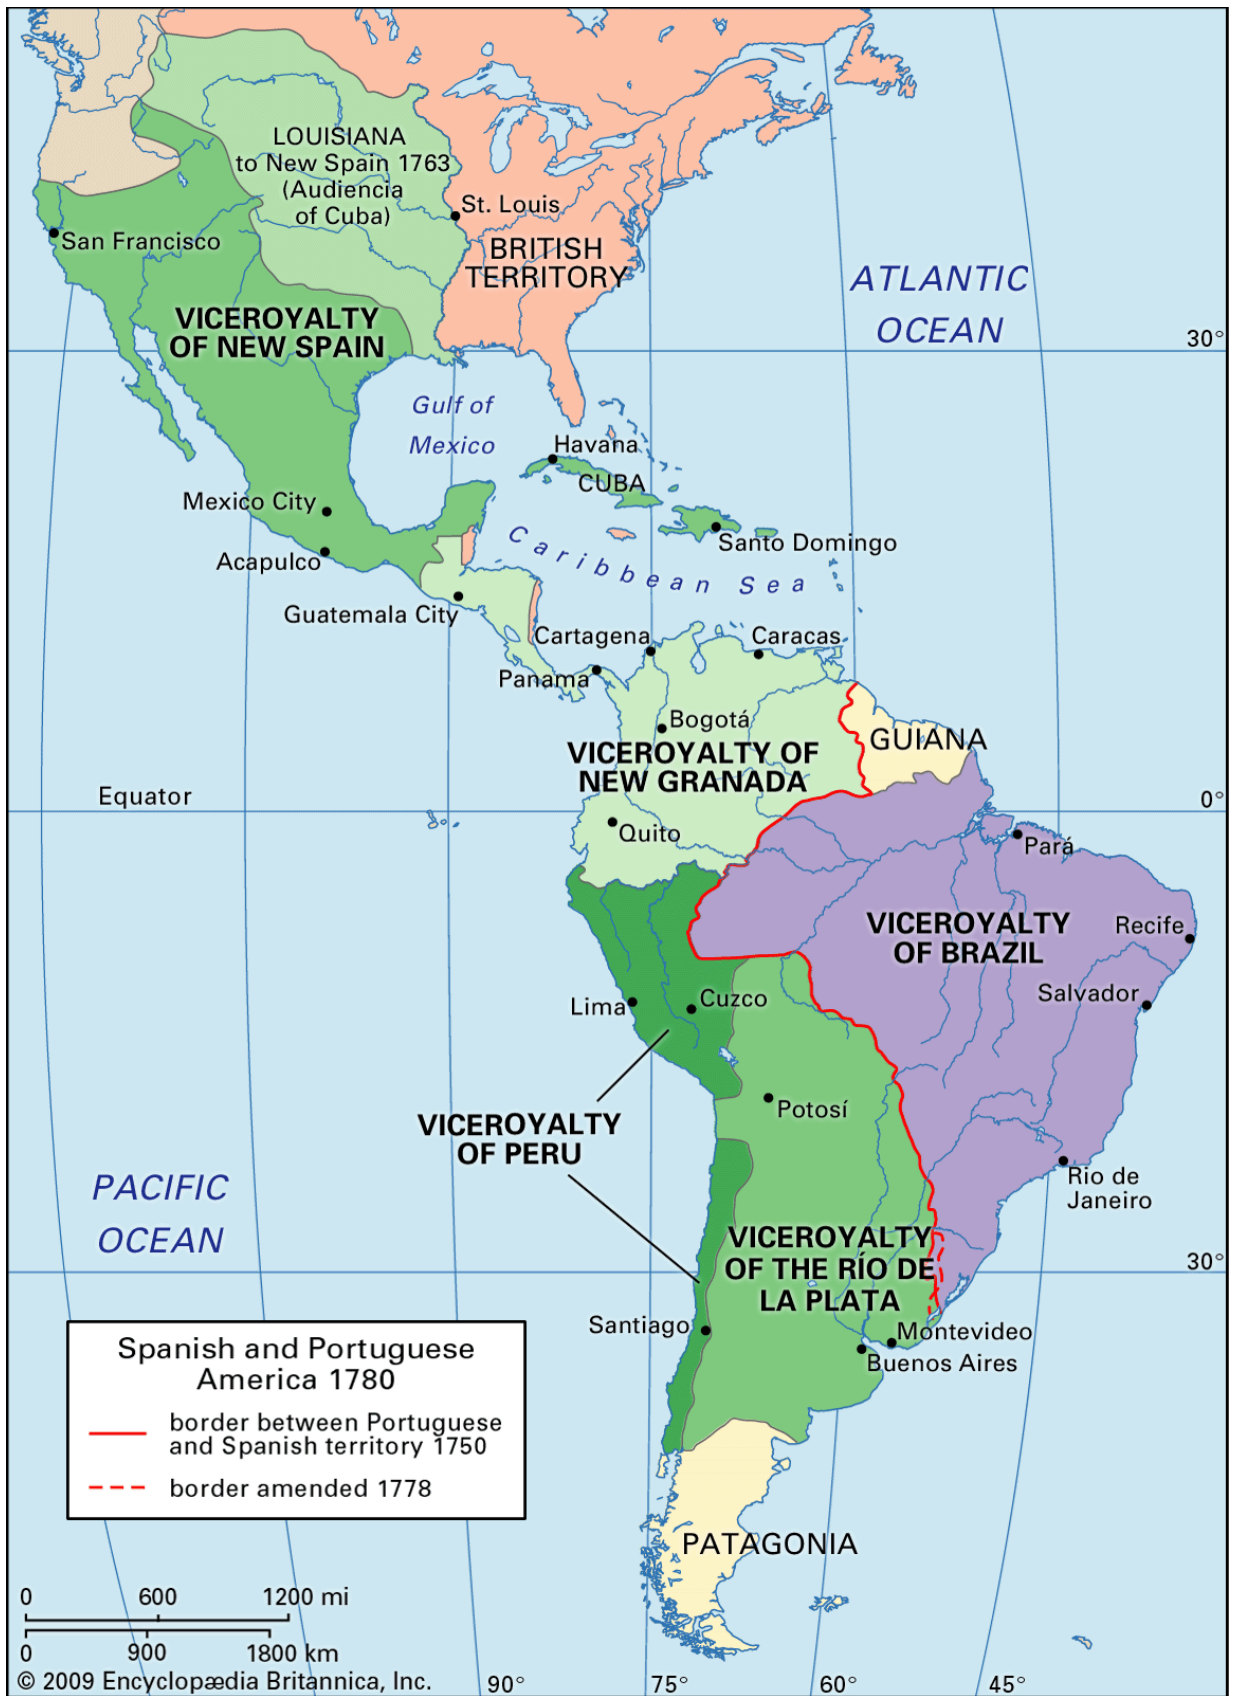 LOUISIANA
to New Spain 1763
(Audiencia
of Cuba)
St. Louis
San Francisco
BRITISH
TERRITORY
ATLANTIC
OCEAN
VICEROYALTY
OF NEW SPAIN
30°
Gulf of
Mexico
Havana
CUBA
Mexico City
Santo Domingo
Acapulco
Caribbean Sea
Guatemala City
Cartagena
Caracas
Panama
Bogotá
GUIANA
VICEROYALTY OF
NEW GRANADA
Equator
0°
Quito
Pará
VICEROYALTY
OF BRAZIL
Recife
Lima
Cuzco
Salvador
VICEROYALTY
OF PERU
Potosí
PACIFIC
OCEAN
Rio de
Janeiro
VICEROYALTY
OF THE RÍO DE
LA PLATA
30°
Santiago
Montevideo
Buenos Aires
Spanish and Portuguese
America 1780
border between Portuguese
and Spanish territory 1750
border amended 1778
PATAGONIA
0 600 1200 mi
0 900 1800 km
© 2009 Encyclopædia Britannica, Inc.
90° 75° 60° 45°